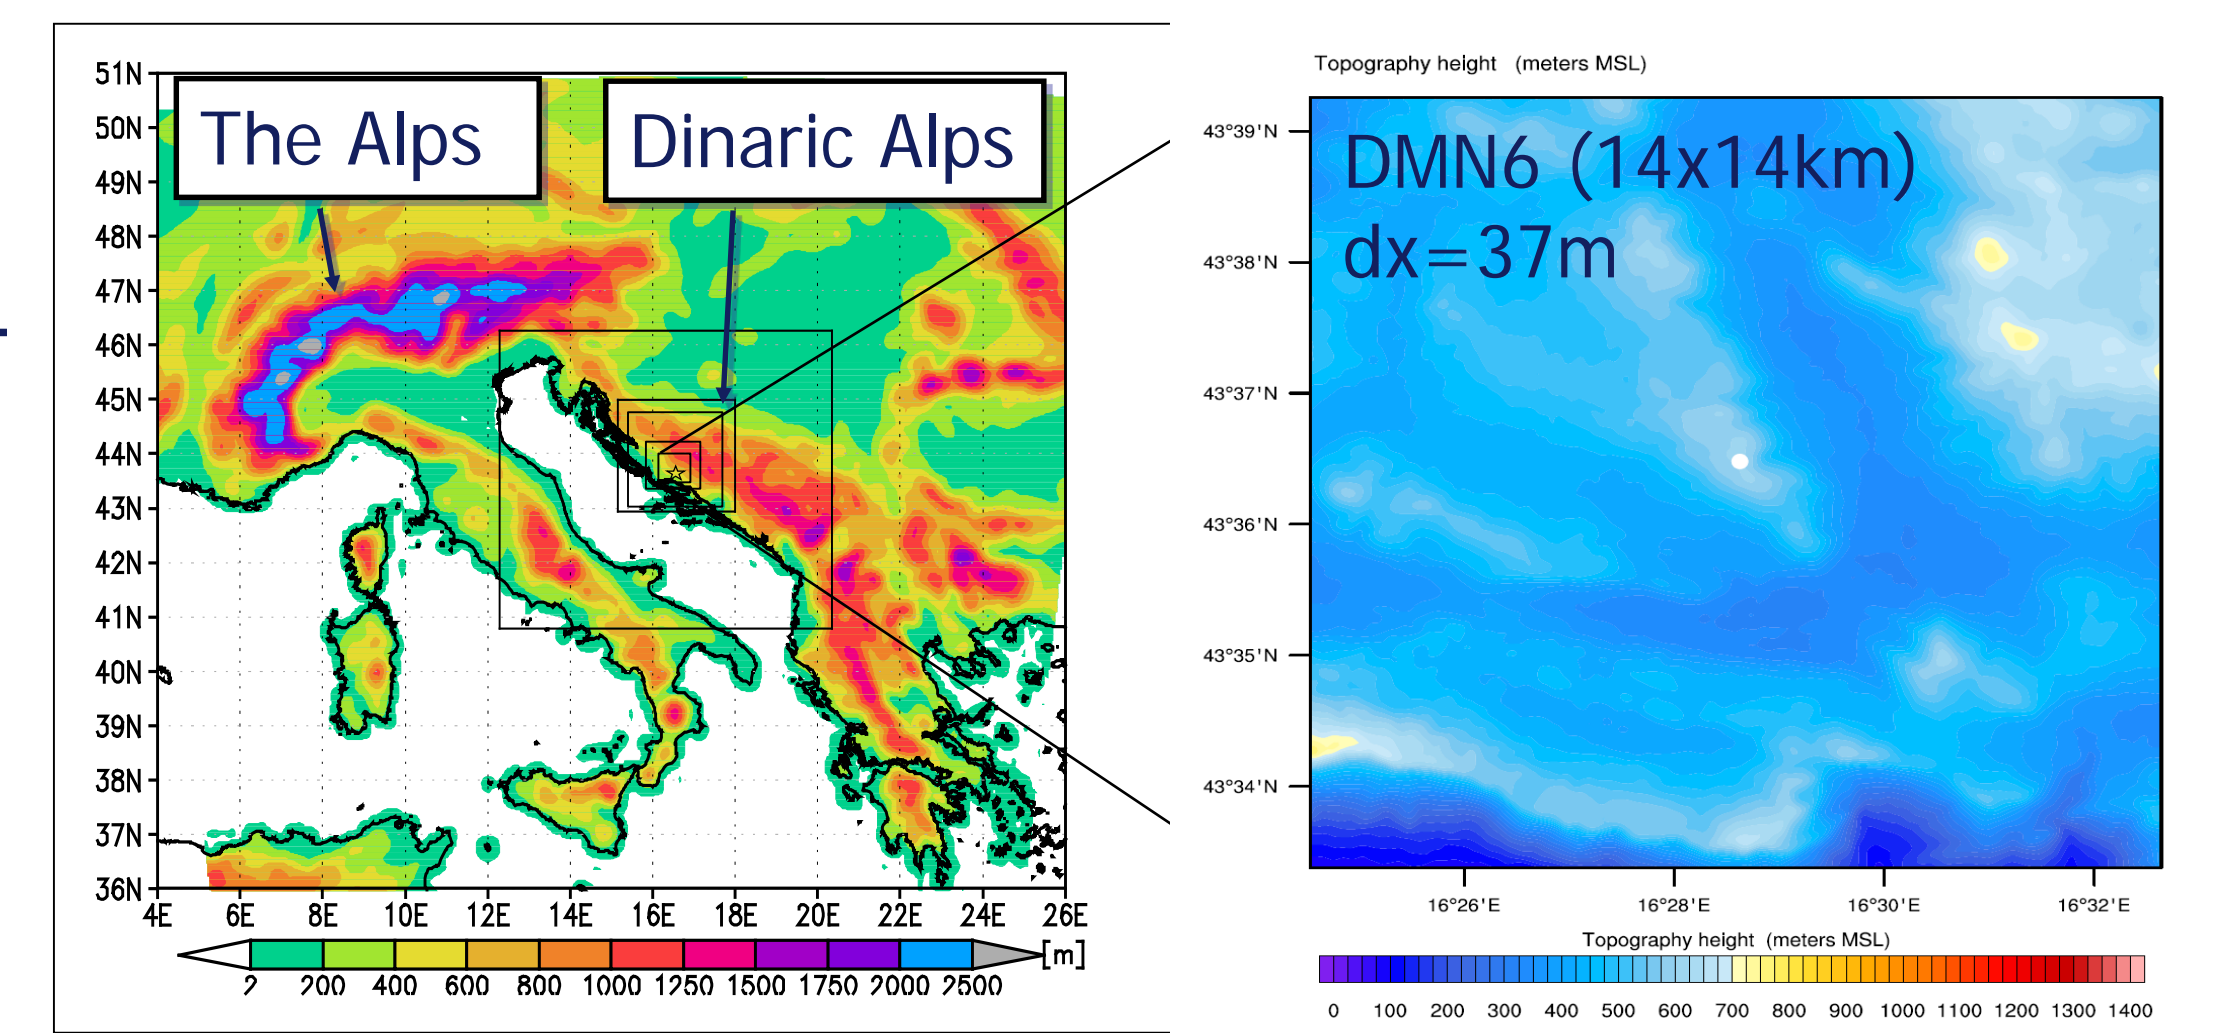 51N
50N
49N
48N
47N
46N
45N
44N
43N
42N
41N
40N
39N
38N
37N
36N
4E 6E 8E 10E 12E 14E 16E 18E 20E 22E 24E 26E
The Alps
Dinaric Alps
2 200 400 600 800 1000 1250 1500 1750 2000 2500 [m]
Topography height (meters MSL)
DMN6 (14x14km)
dx=37m
43°39'N
43°38'N
43°37'N
43°36'N
43°35'N
43°34'N
16°26'E 16°28'E 16°30'E 16°32'E
Topography height (meters MSL)
0 100 200 300 400 500 600 700 800 900 1000 1100 1200 1300 1400